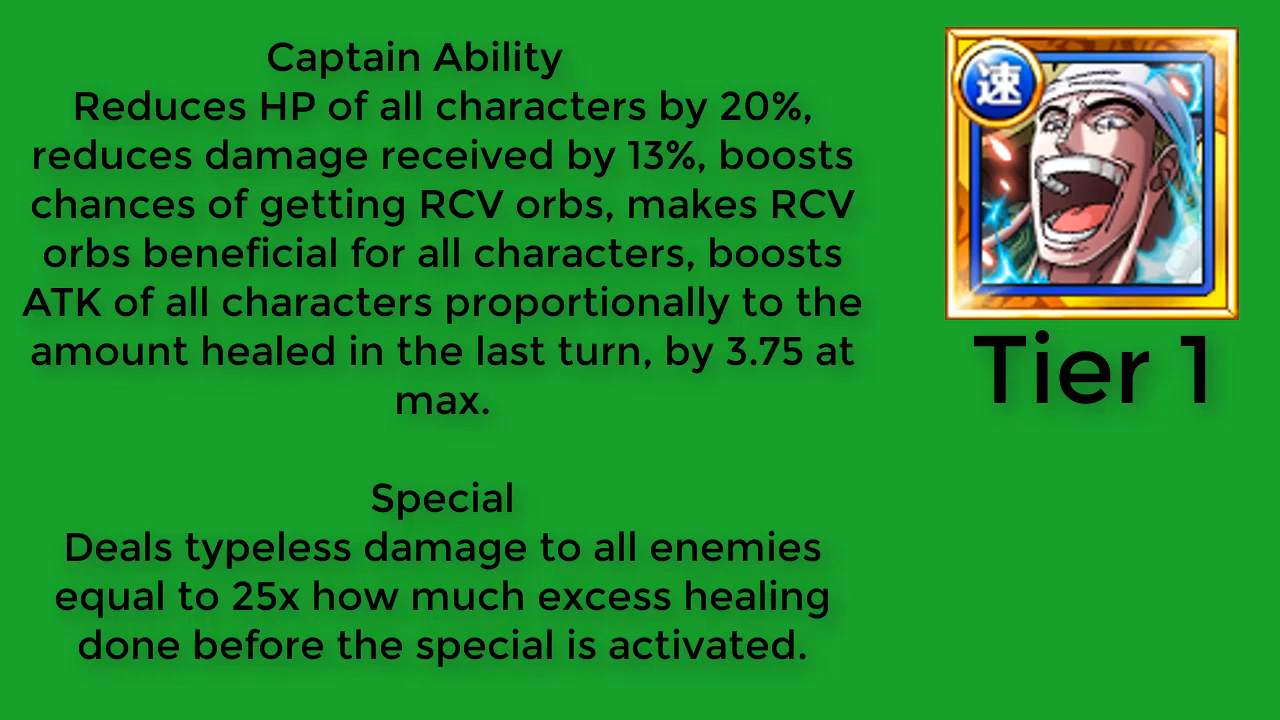 Captain Ability
Reduces HP of all characters by 20%,
reduces damage received by 13%, boosts
chances of getting RCV orbs, makes RCV
orbs beneficial for all characters, boosts
ATK of all characters proportionally to the
amount healed in the last turn, by 3.75 at
max.
Special
Deals typeless damage to all enemies
equal to 25x how much excess healing
done before the special is activated.
速
Tier 1